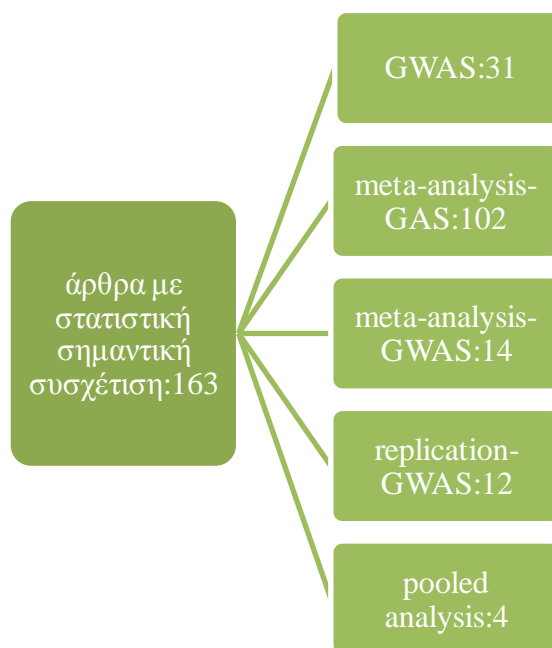 άρθρα με
στατιστική
σημαντική
συσχέτιση:163
GWAS:31
meta-analysis-
GAS:102
meta-analysis-
GWAS:14
replication-
GWAS:12
pooled
analysis:4